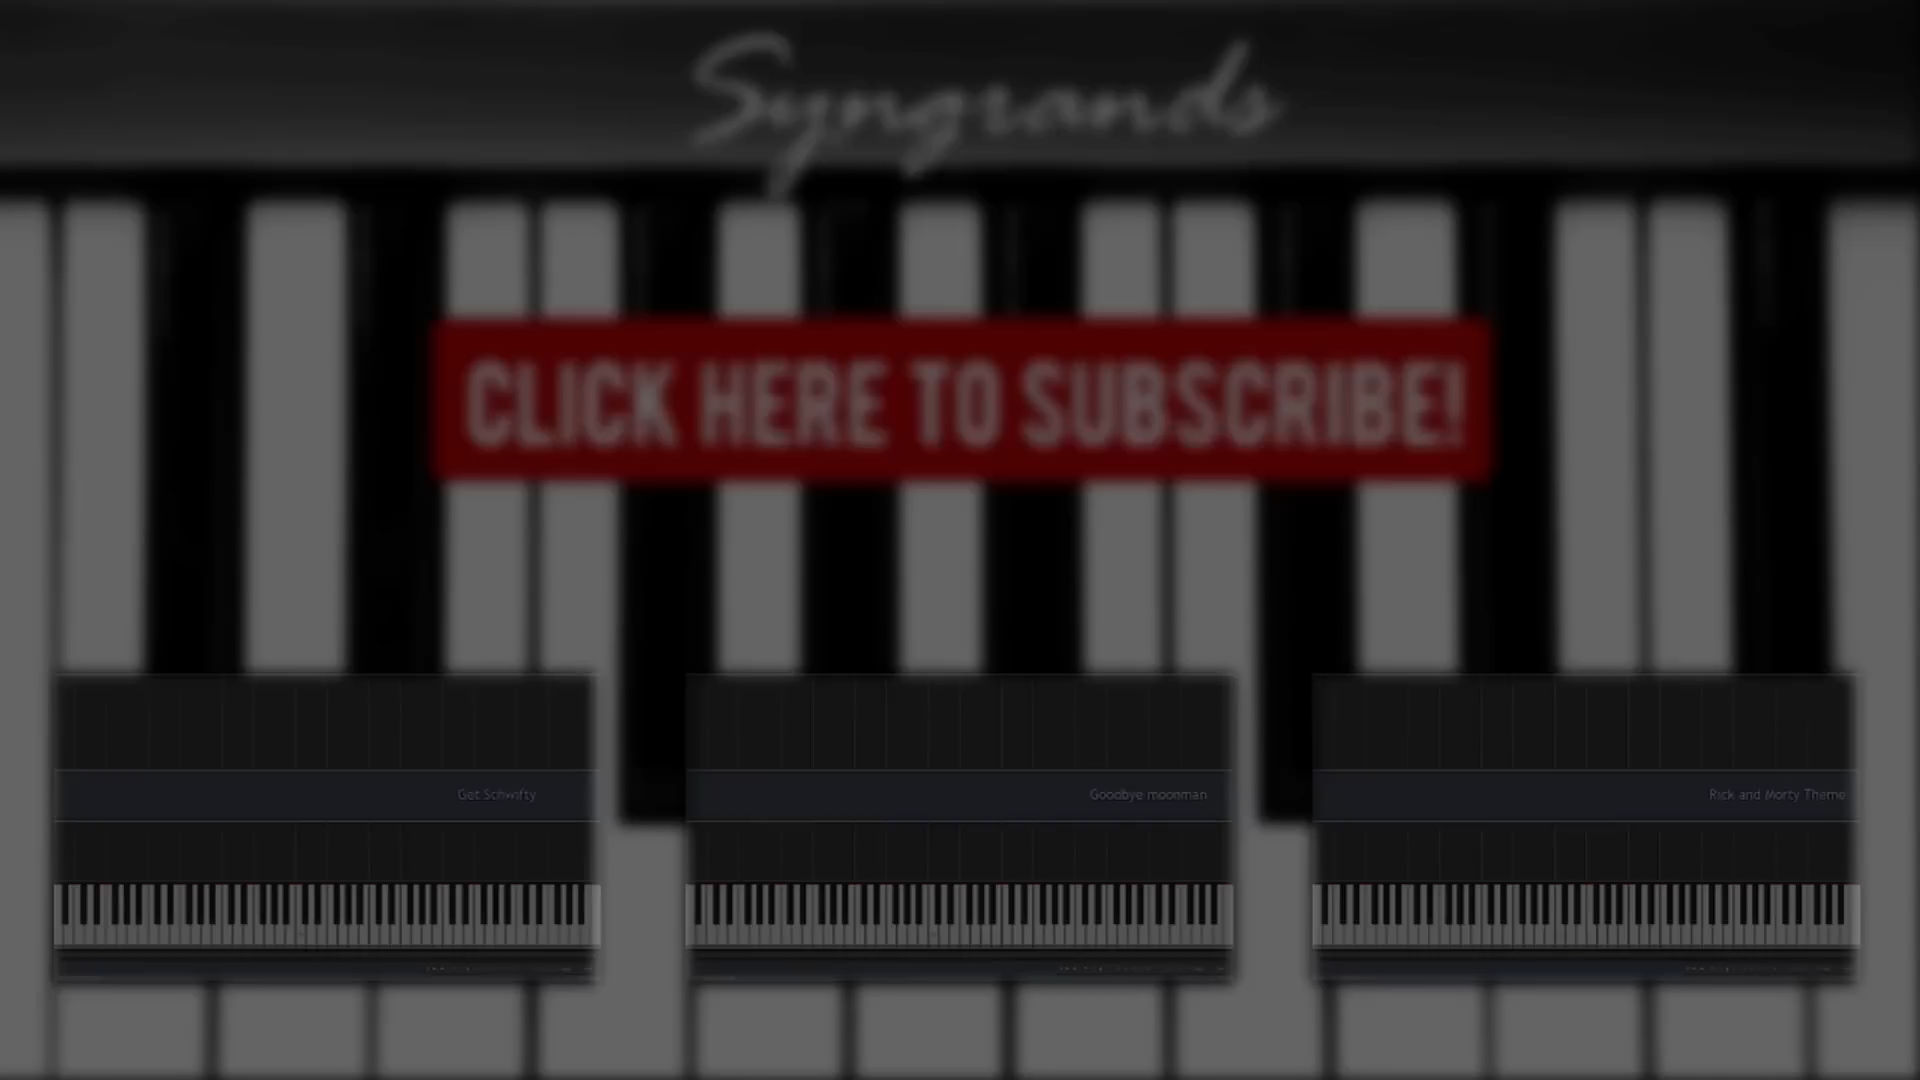 Syngrands
CLICK HERE TO SUBSCRIBE!
Get Schwifty
Goodbye moonman
Rick and Morty Theme